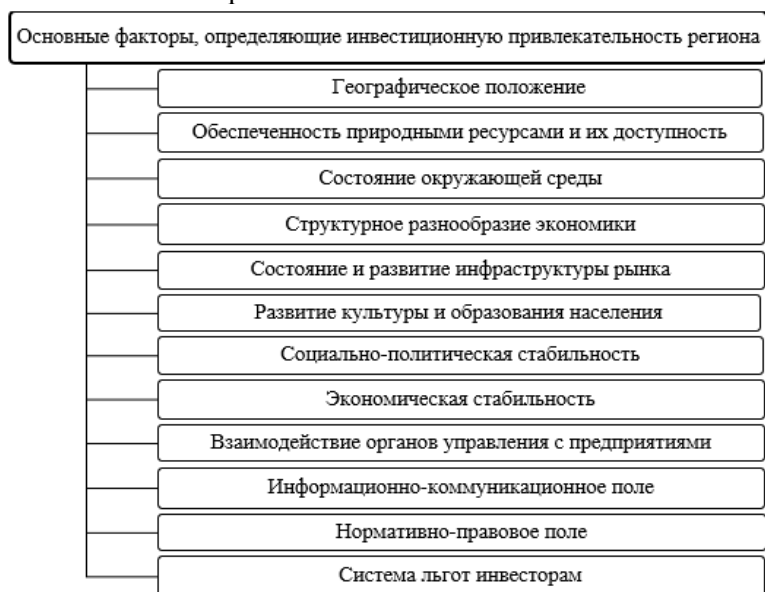 Основные факторы, определяющие инвестиционную привлекательность региона
Географическое положение
Обеспеченность природными ресурсами и их доступность
Состояние окружающей среды
Структурное разнообразие экономики
Состояние и развитие инфраструктуры рынка
Развитие культуры и образования населения
Социально-политическая стабильность
Экономическая стабильность
Взаимодействие органов управления с предприятиями
Информационно-коммуникационное поле
Нормативно-правовое поле
Система льгот инвесторам